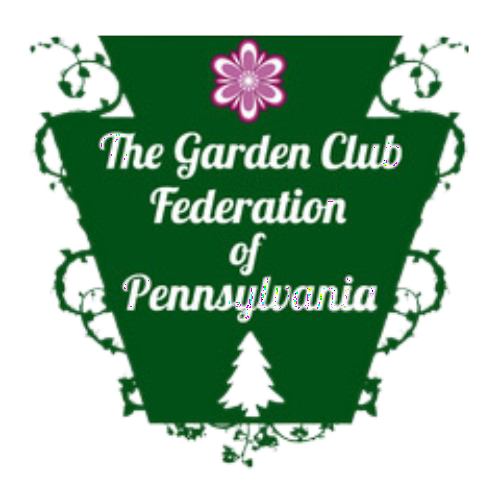 The Garden Club
Federation
of
Pennsylvania